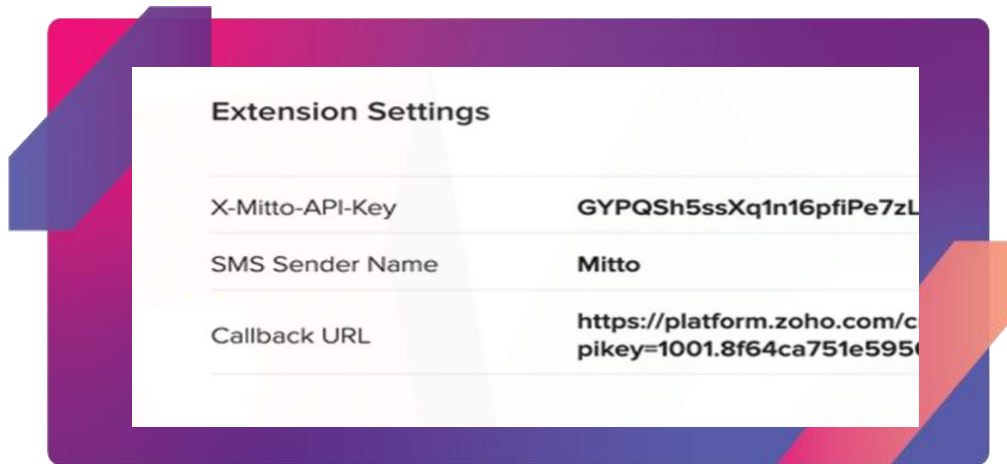 Extension Settings
X-Mitto-API-Key GYPQSh5ssXq1n16pfiPe7zL
SMS Sender Name Mitto
Callback URL https://platform.zoho.com/c
pikey=1001.8f64ca751e595